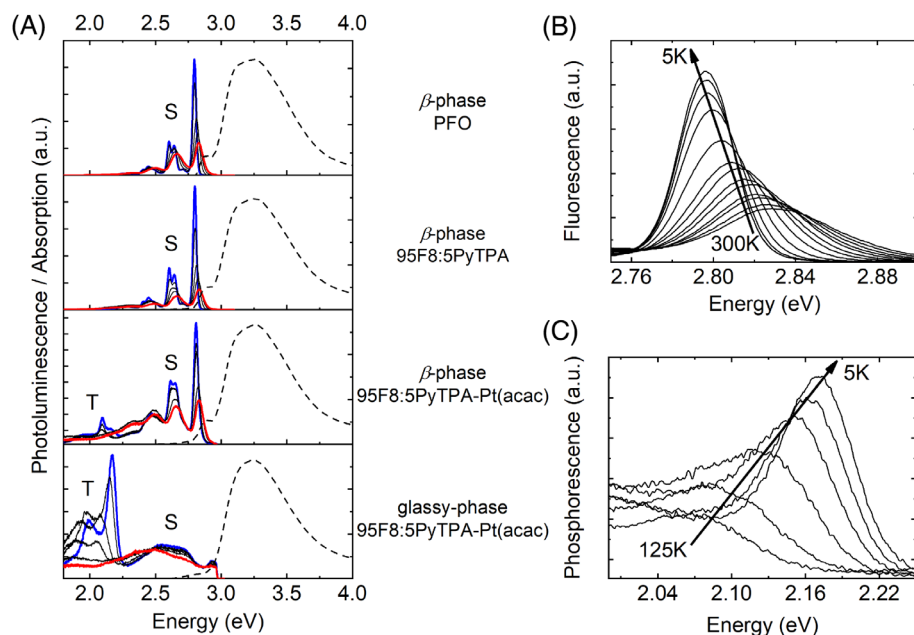 (A)
2.0 2.5 3.0 3.5 4.0
Photoluminescence / Absorption (a.u.)
S
β-phase
PFO
S
β-phase
95F8:5PyTPA
T
S
β-phase
95F8:5PyTPA-Pt(acac)
T
S
glassy-phase
95F8:5PyTPA-Pt(acac)
2.0 2.5 3.0 3.5 4.0
Energy (eV)
(B)
Fluorescence (a.u.)
5K
300K
2.76 2.80 2.84 2.88
Energy (eV)
(C)
Phosphorescence (a.u.)
5K
125K
2.04 2.10 2.16 2.22
Energy (eV)